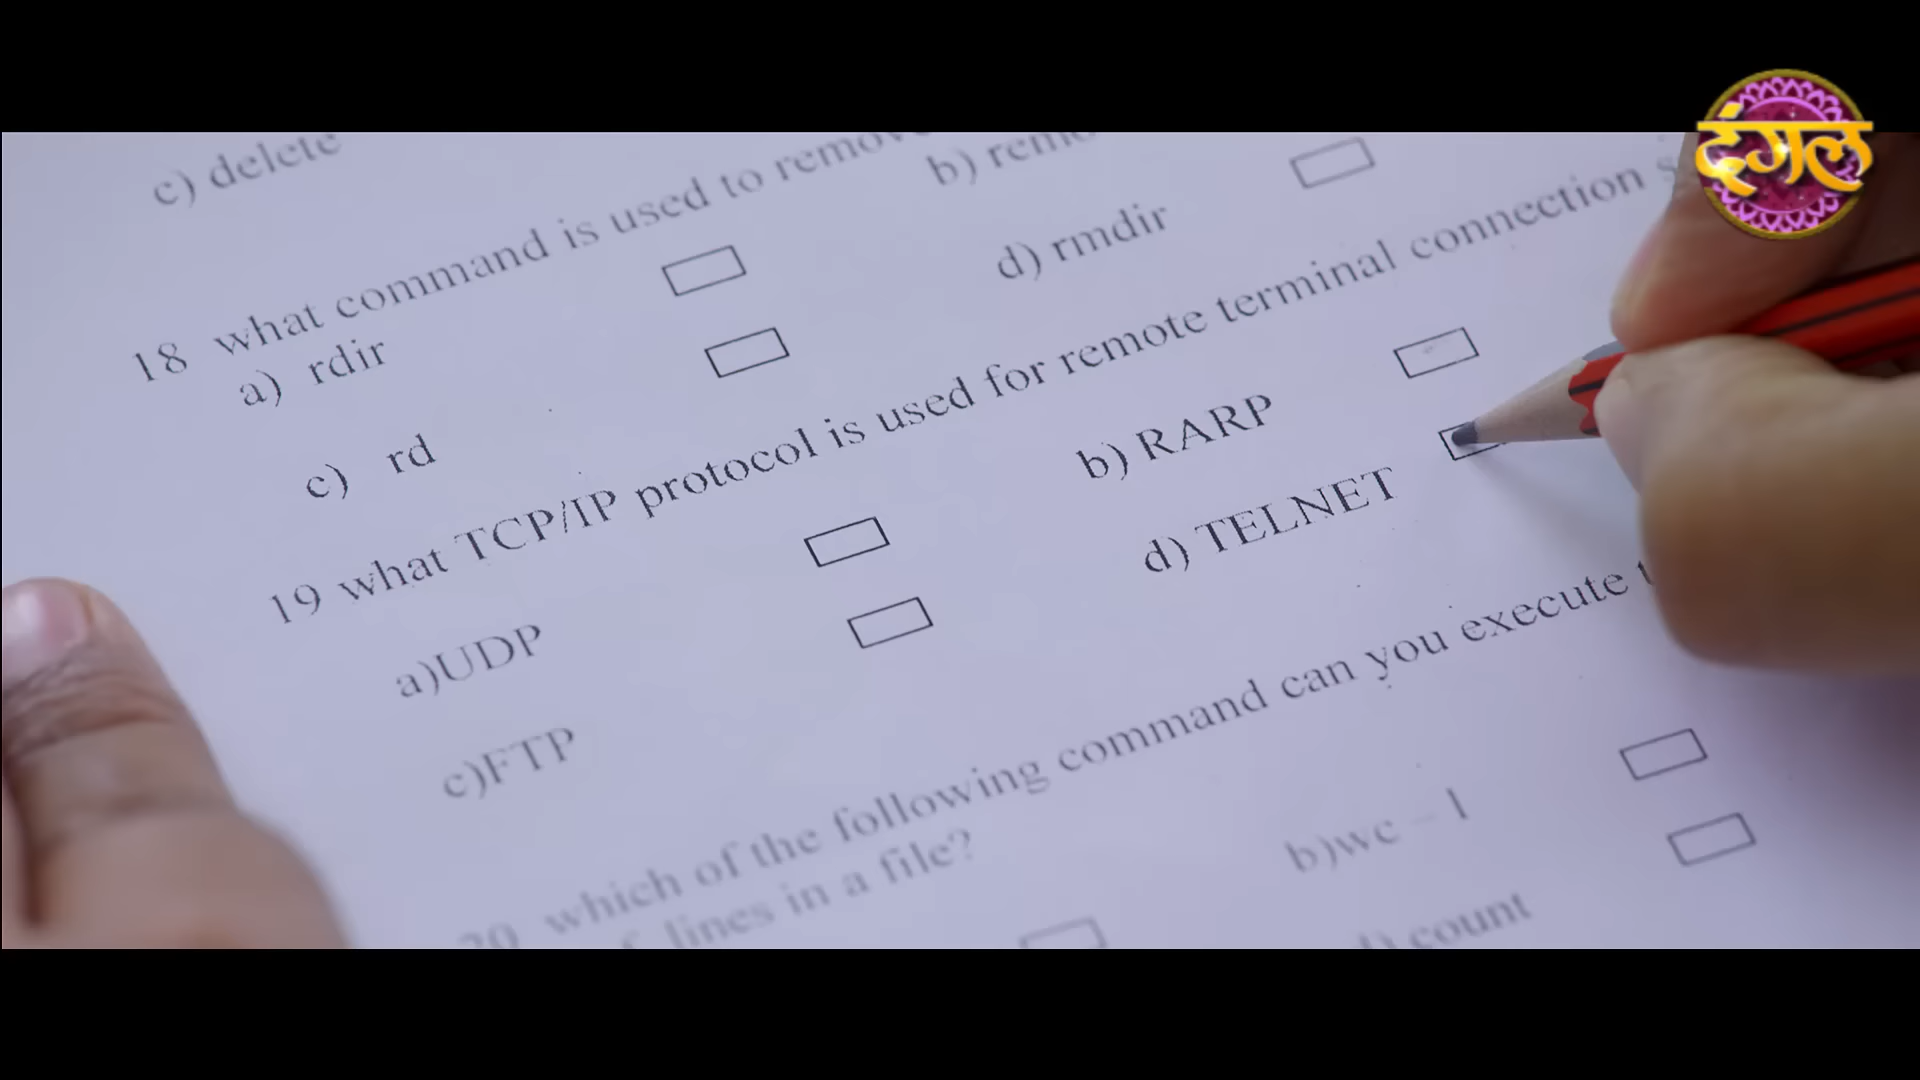 c) delete
18 what command is used to remove
a) rdir
b) remo
c) rd
d) rmdir
19 what TCP/IP protocol is used for remote terminal connection s
a)UDP
b) RARP
c)FTP
d) TELNET
20 which of the following command can you execute t
lines in a file?
b)wc - l
d) count
दंगल